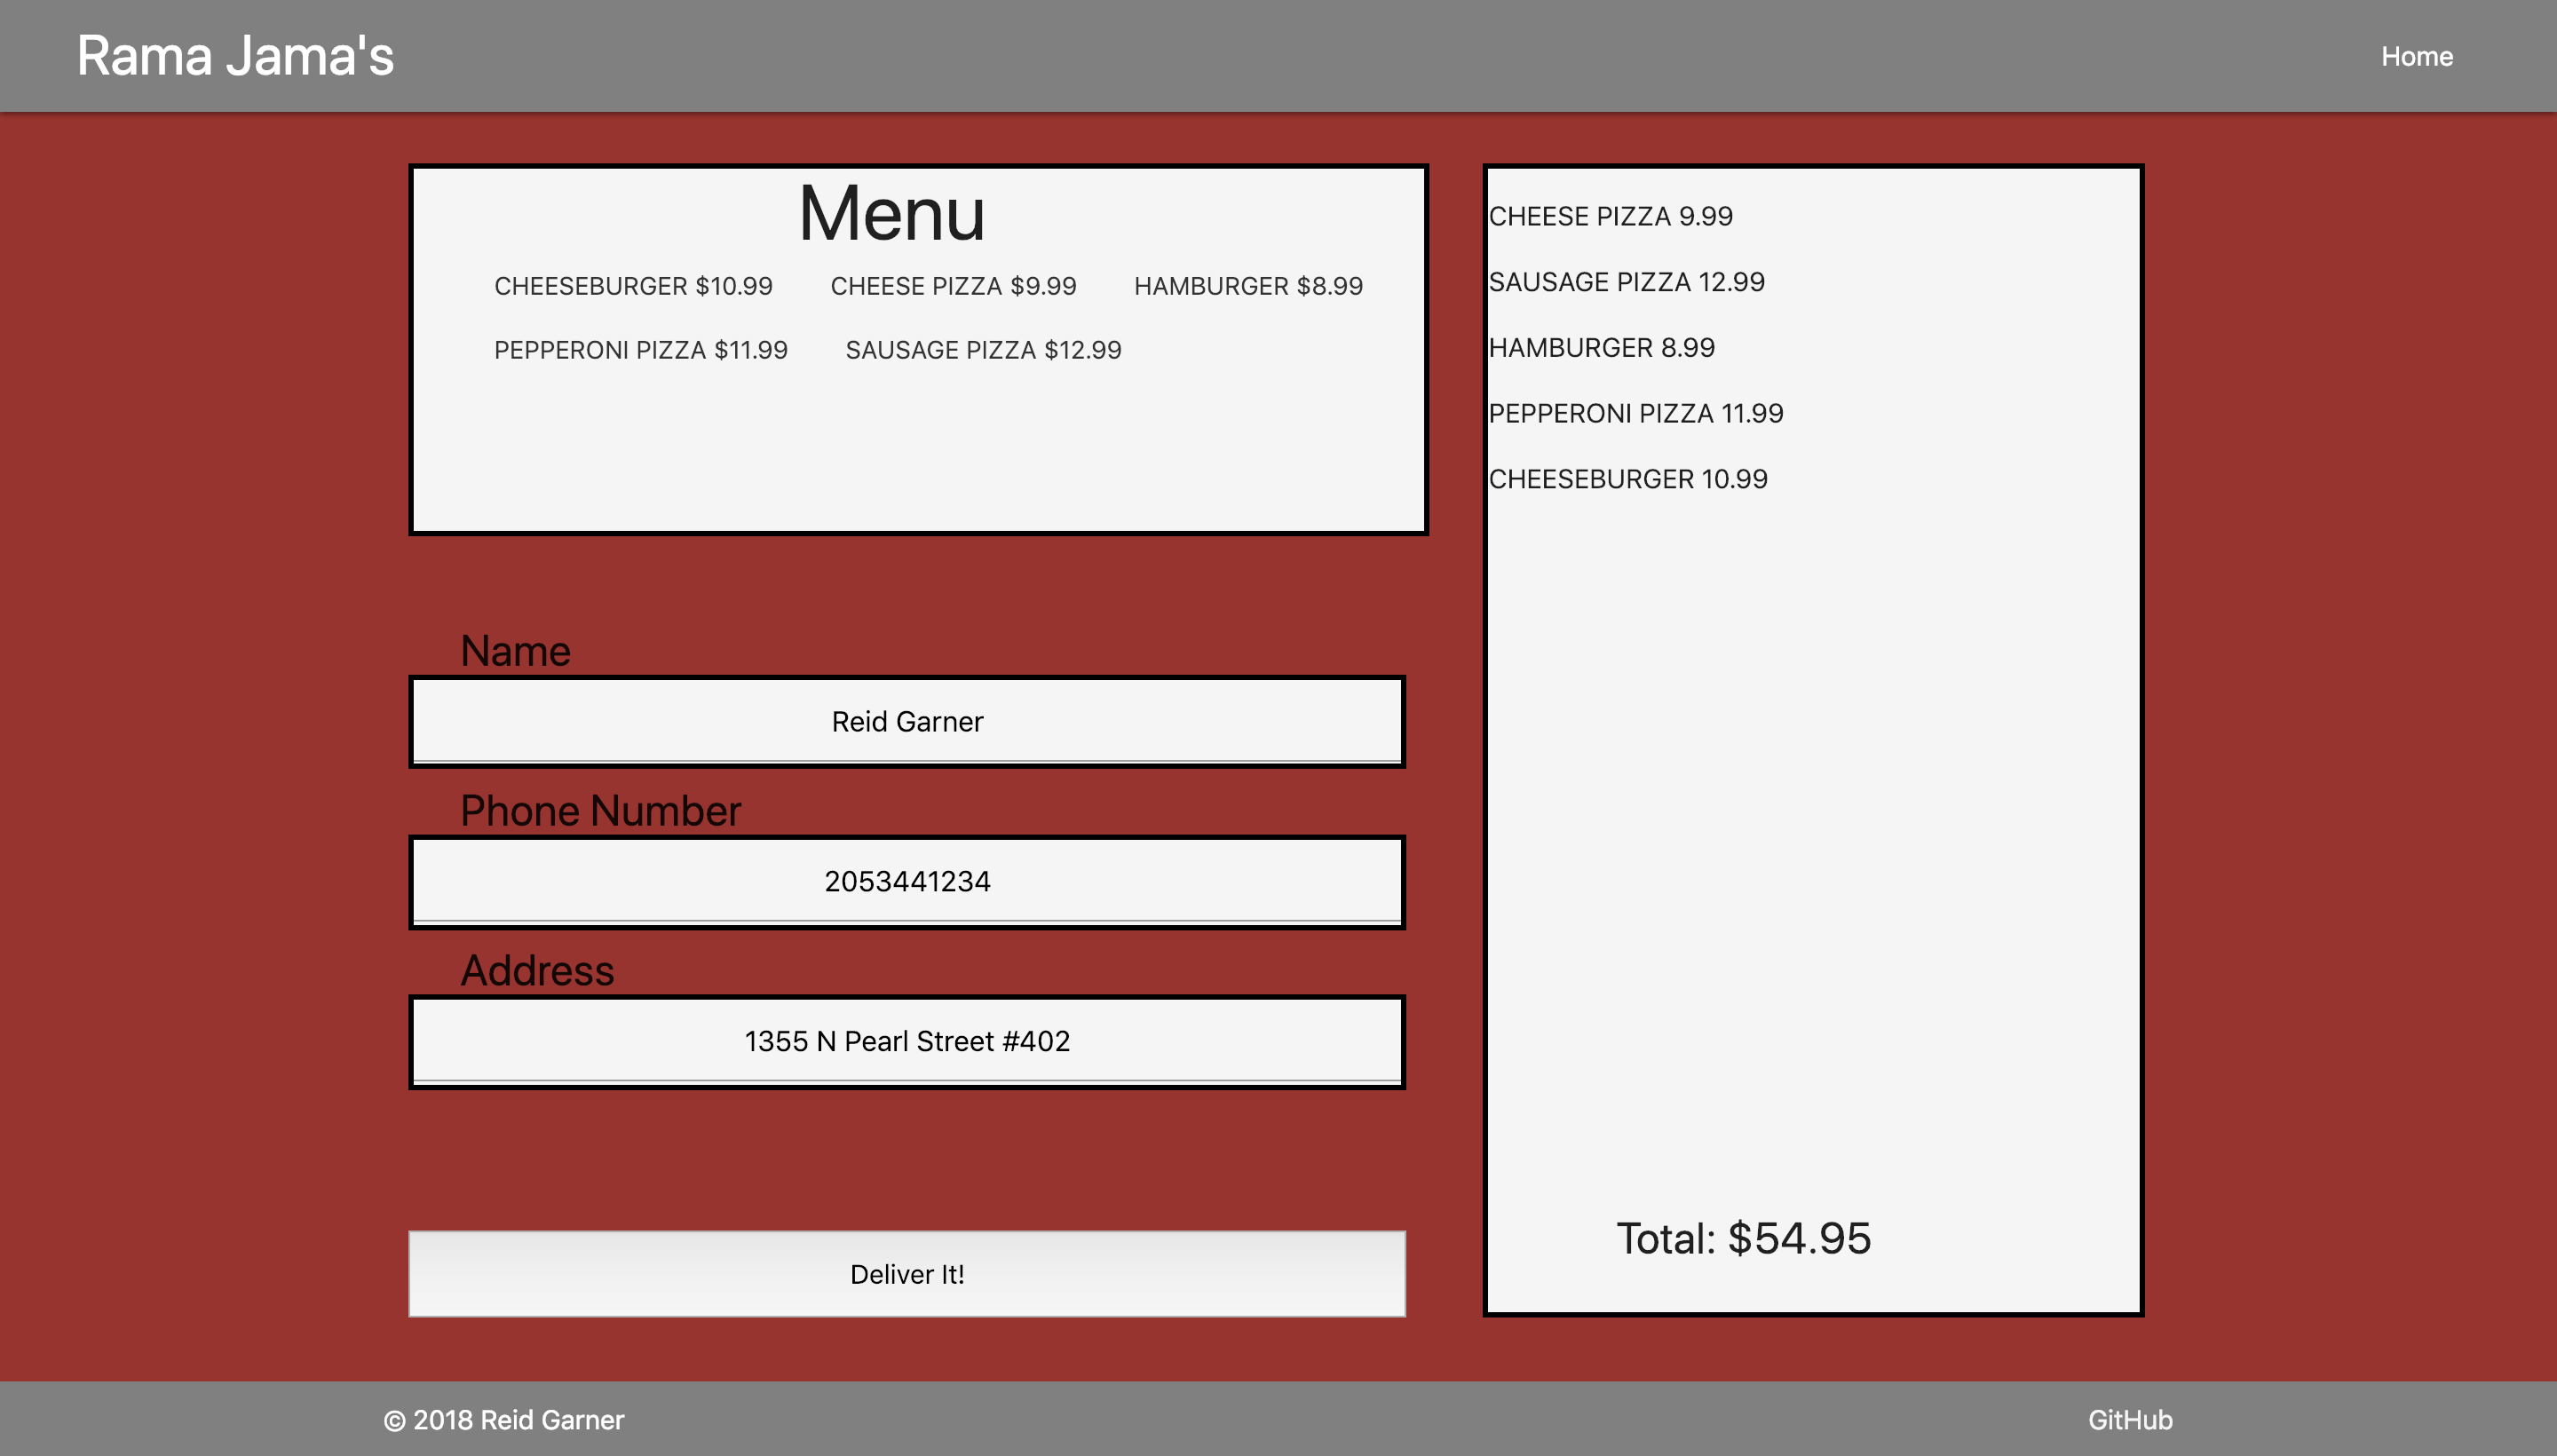 Rama Jama's
Home
Menu
CHEESEBURGER $10.99 CHEESE PIZZA $9.99 HAMBURGER $8.99
PEPPERONI PIZZA $11.99 SAUSAGE PIZZA $12.99
Name
Reid Garner
Phone Number
2053441234
Address
1355 N Pearl Street #402
Deliver It!
CHEESE PIZZA 9.99
SAUSAGE PIZZA 12.99
HAMBURGER 8.99
PEPPERONI PIZZA 11.99
CHEESEBURGER 10.99
Total: $54.95
© 2018 Reid Garner
GitHub